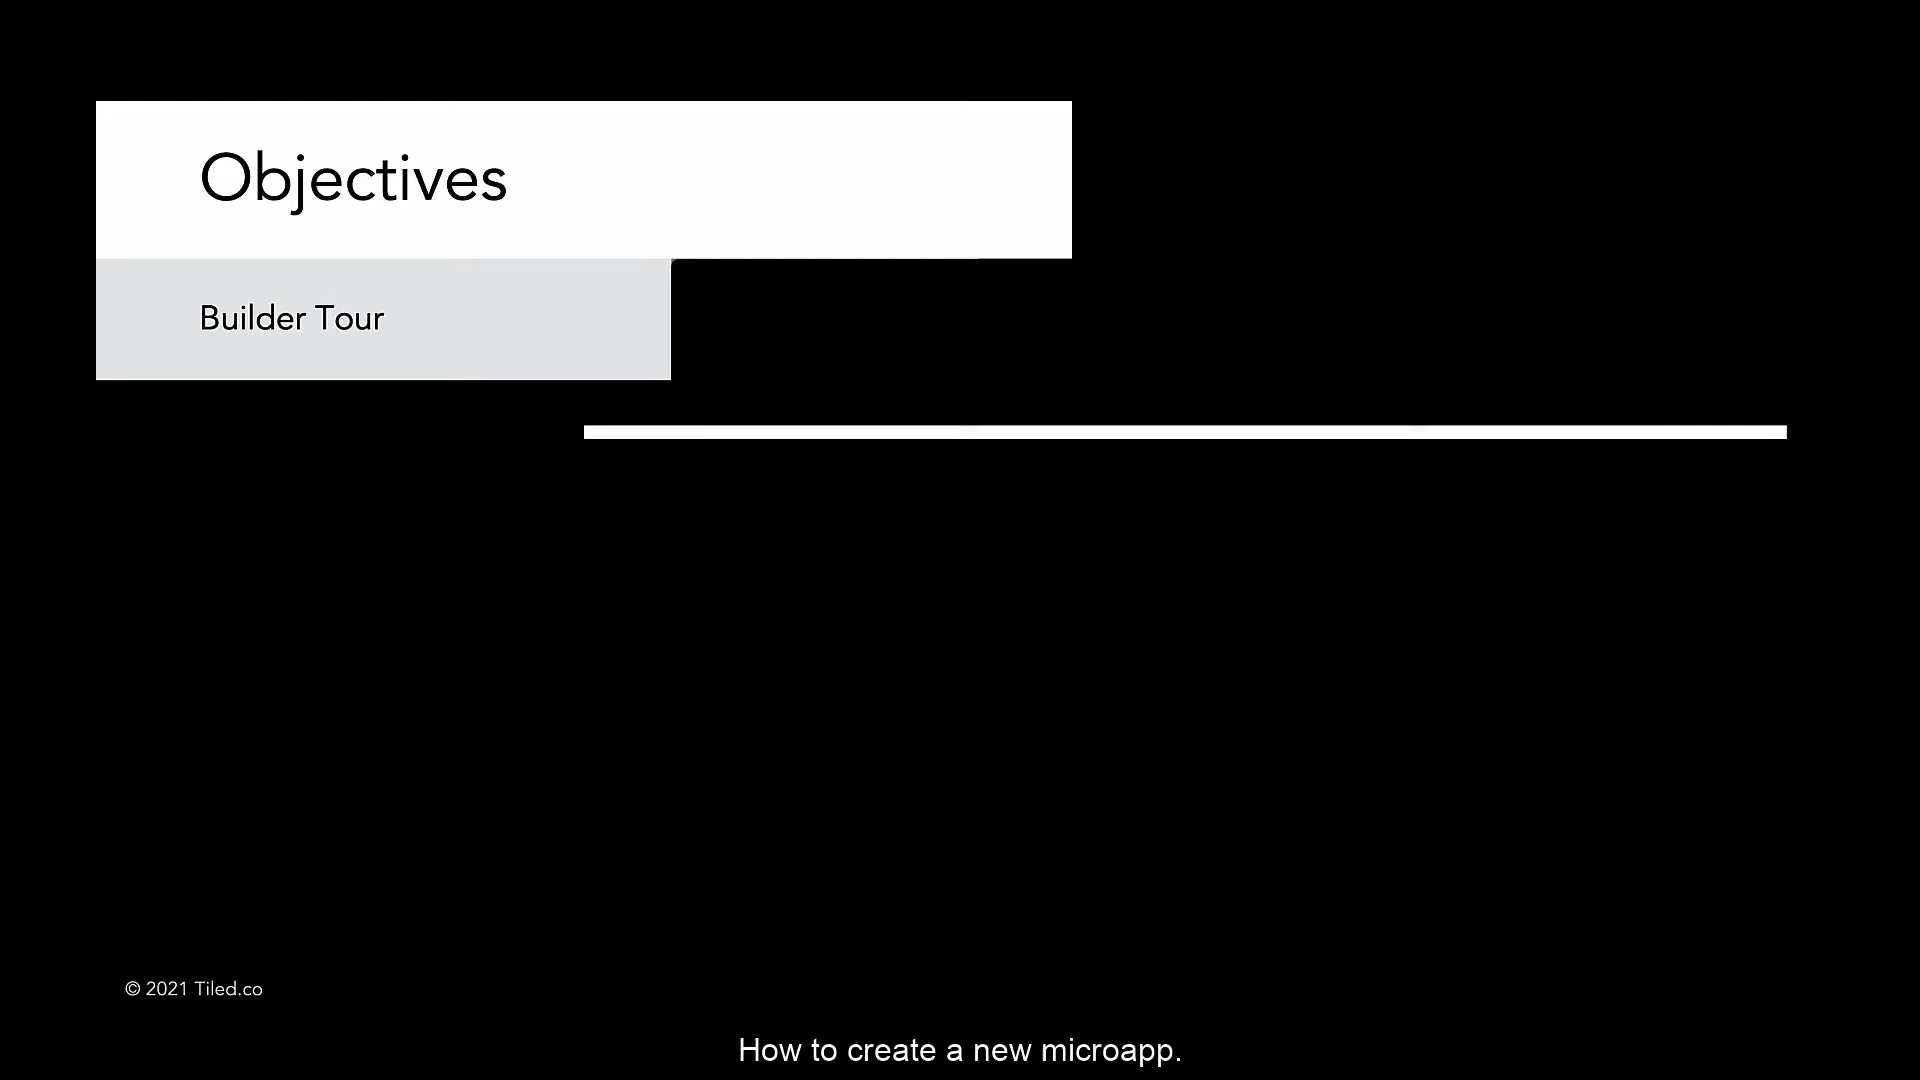 Objectives
Builder Tour
© 2021 Tiled.co
How to create a new microapp.